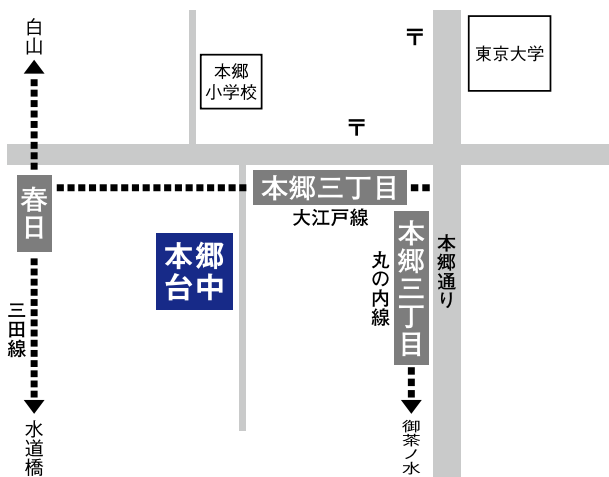 白山
〒
東京大学
本郷
小学校
〒
春日
本郷三丁目
大江戸線
本郷
台中
本郷三丁目
丸の内線
本郷通り
三田線
水道橋
御茶ノ水